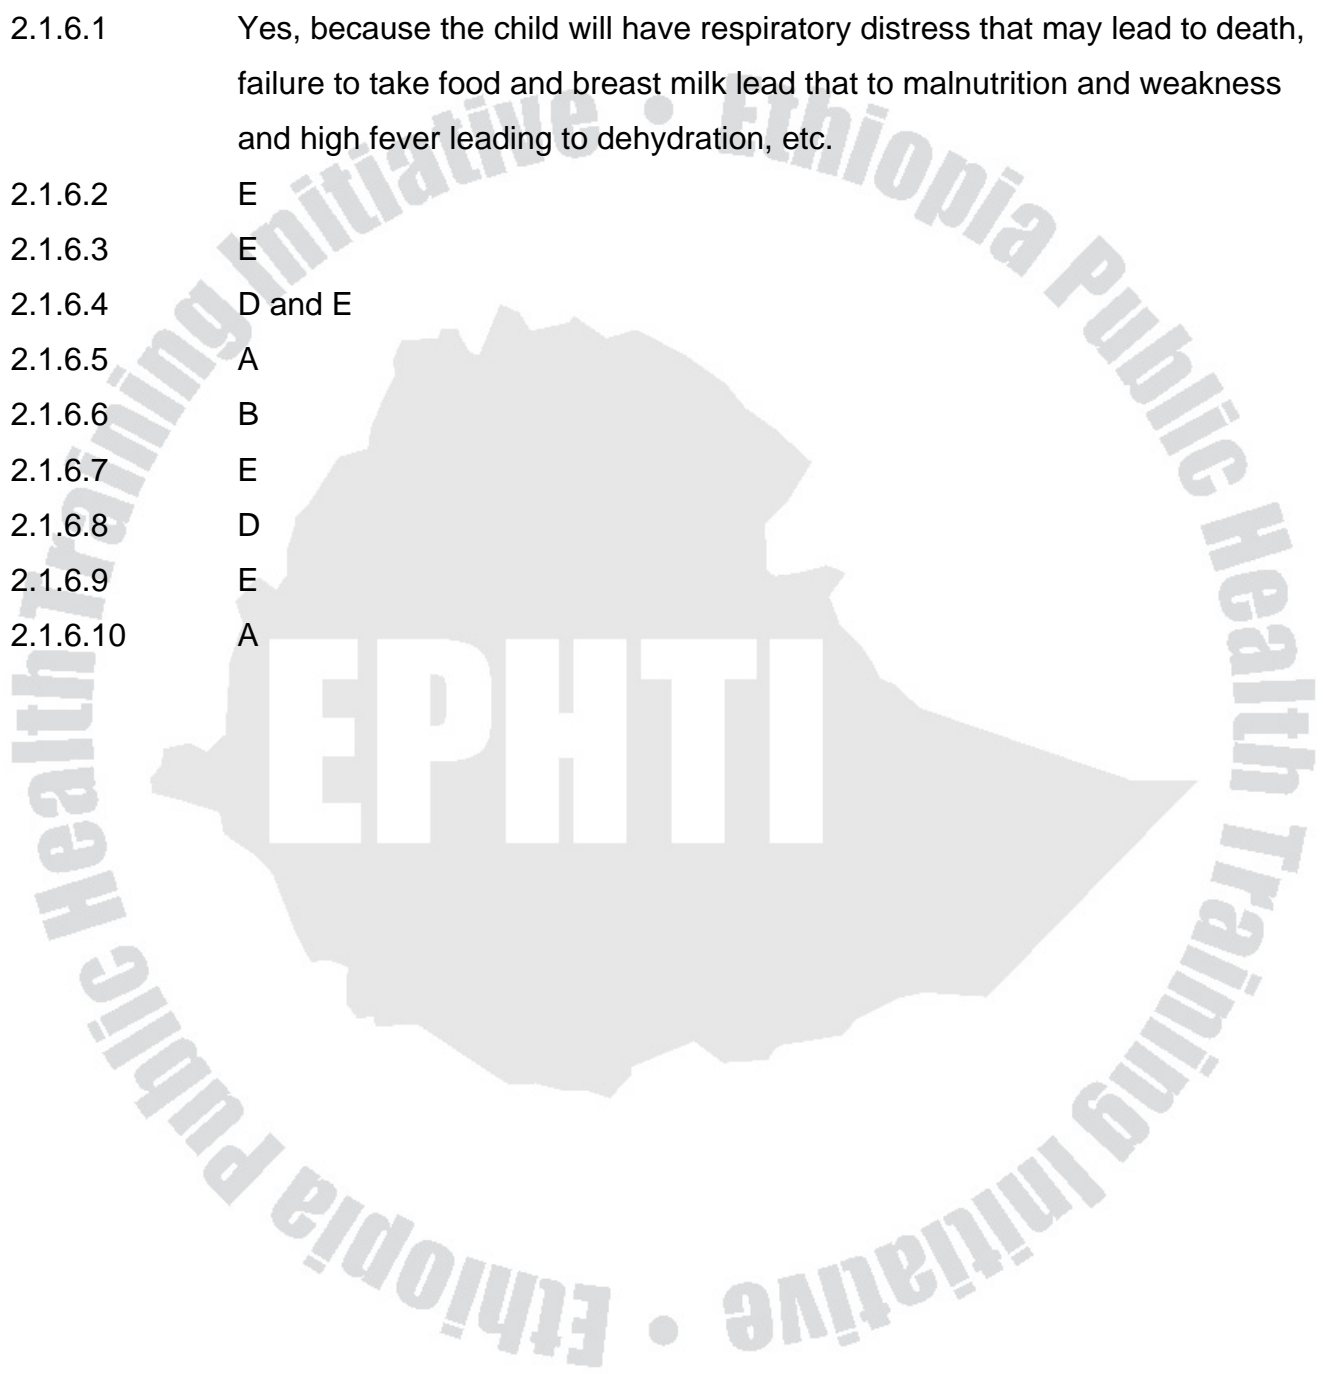 2.1.6.1 Yes, because the child will have respiratory distress that may lead to death,
failure to take food and breast milk lead that to malnutrition and weakness
and high fever leading to dehydration, etc.
2.1.6.2 E
2.1.6.3 E
2.1.6.4 D and E
2.1.6.5 A
2.1.6.6 B
2.1.6.7 E
2.1.6.8 D
2.1.6.9 E
2.1.6.10 A
EPHTI
Ethiopia Public Health Training Initiative • Ethiopia Public Health Training Initiative •